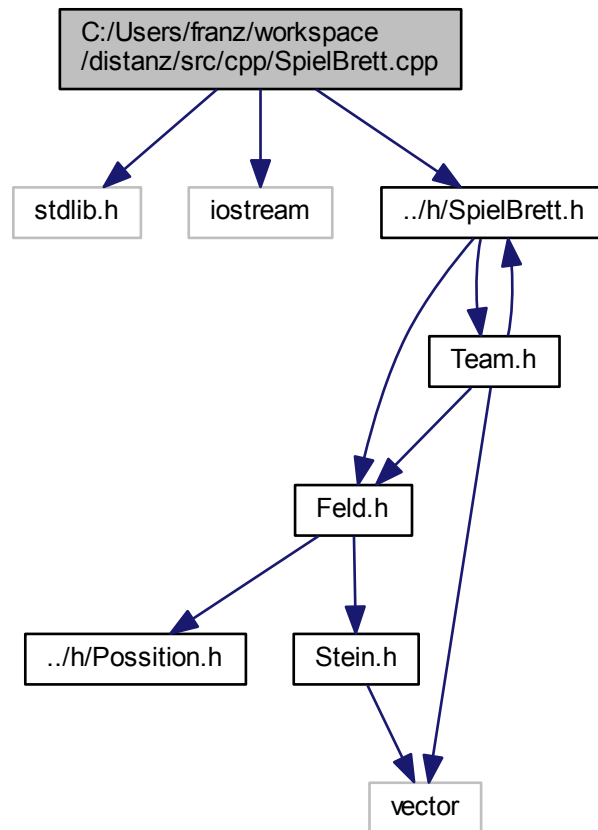 C:/Users/franz/workspace
/distanz/src/cpp/SpielBrett.cpp
stdlib.h
iostream
../h/SpielBrett.h
Team.h
Feld.h
../h/Possition.h
Stein.h
vector